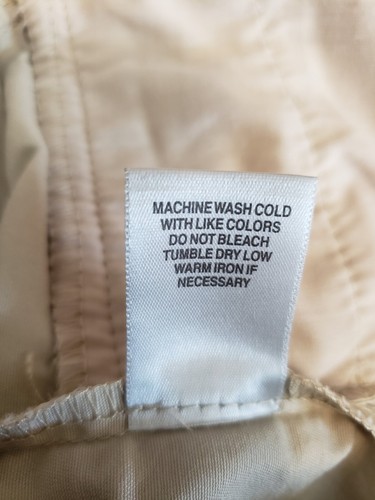 MACHINE WASH COLD
WITH LIKE COLORS
DO NOT BLEACH
TUMBLE DRY LOW
WARM IRON IF
NECESSARY